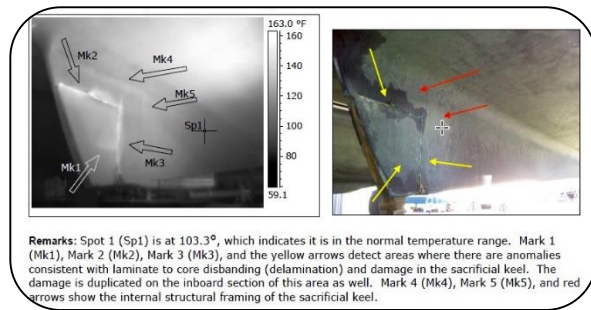 163.0 °F
160
Mk2
Mk4
140
Mk5
120
Sp1
100
Mk3
80
Mk1
59.1
Remarks: Spot 1 (Sp1) is at 103.3°, which indicates it is in the normal temperature range. Mark 1
(Mk1), Mark 2 (Mk2), Mark 3 (Mk3), and the yellow arrows detect areas where there are anomalies
consistent with laminate to core disbanding (delamination) and damage in the sacrificial keel. The
damage is duplicated on the inboard section of this area as well. Mark 4 (Mk4), Mark 5 (Mk5), and red
arrows show the internal structural framing of the sacrificial keel.